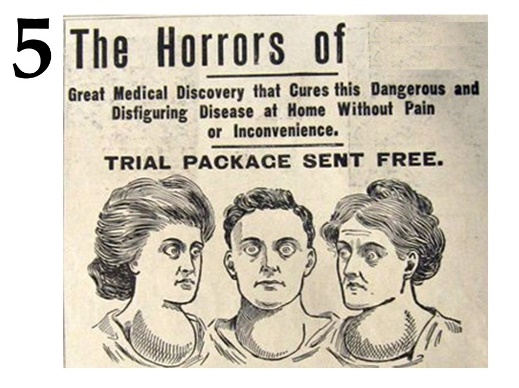 5
The Horrors of
Great Medical Discovery that Cures this Dangerous and
Disfiguring Disease at Home Without Pain
or Inconvenience.
TRIAL PACKAGE SENT FREE.